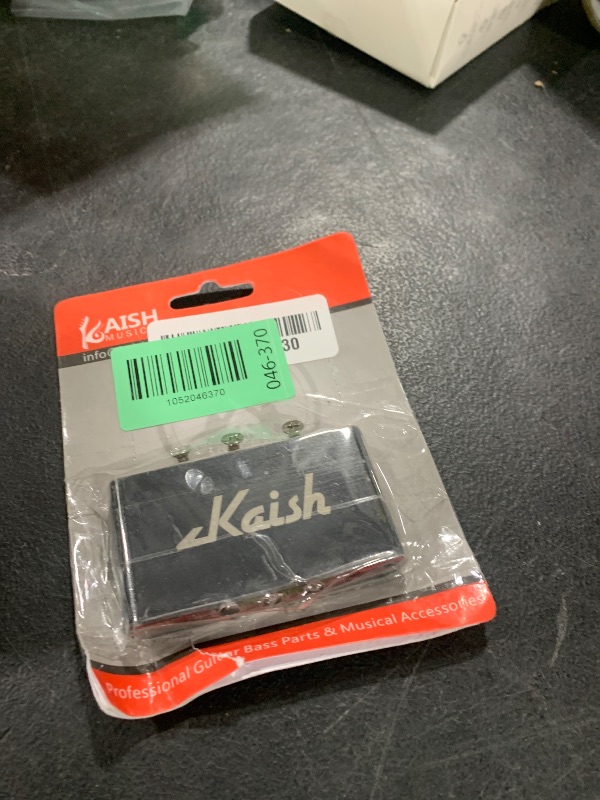 KAISH
MUSIC
info
30
1052046370
046-370
Kaish
Professional Guitar Bass Parts & Musical Accessories